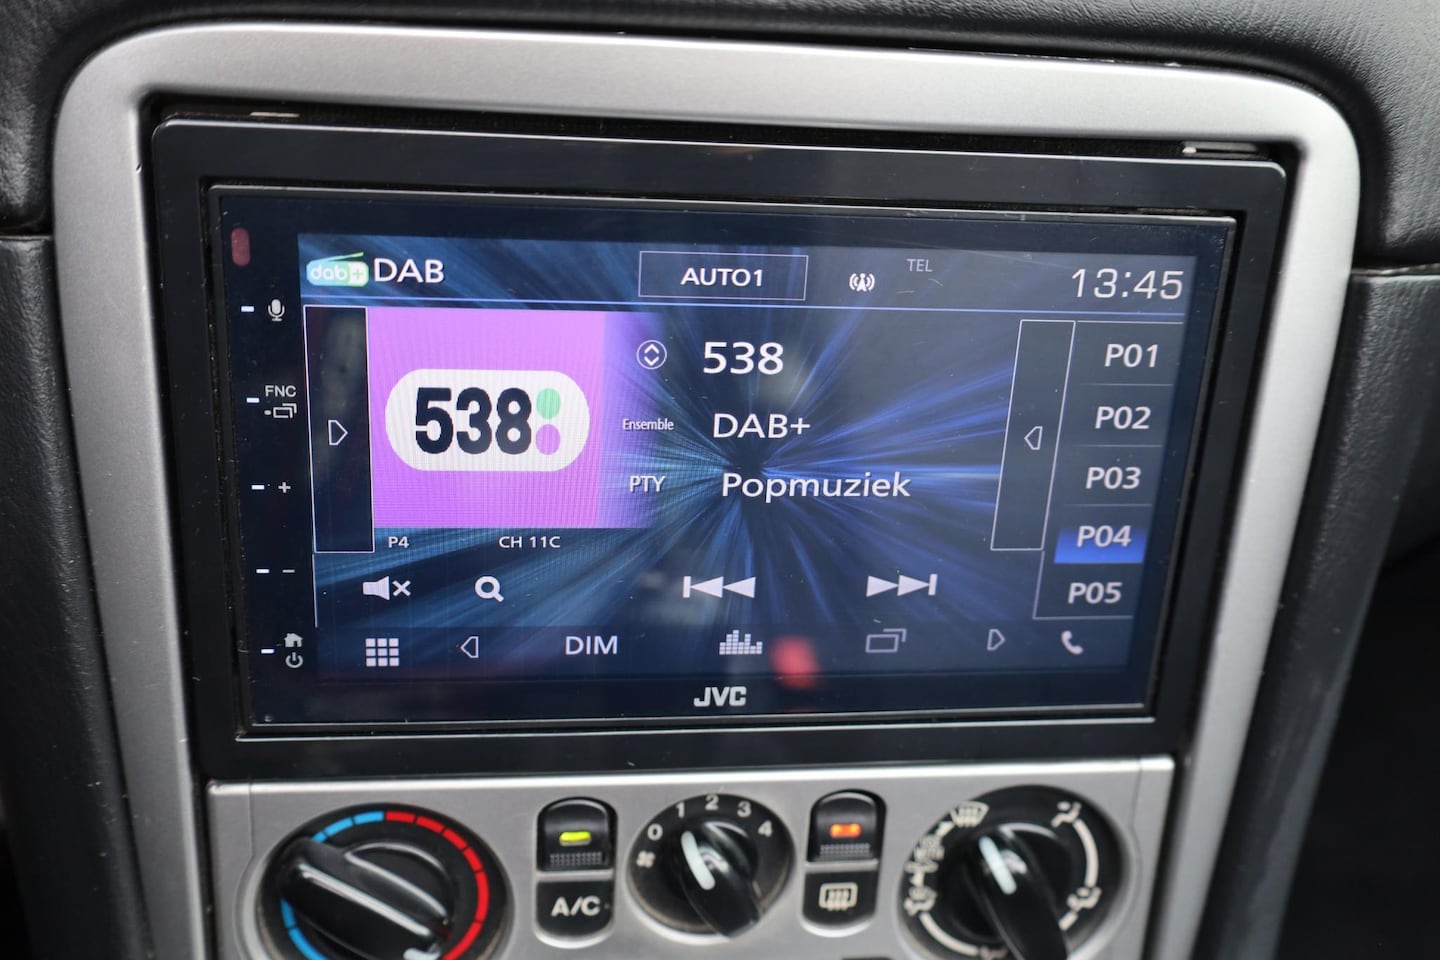 dab+ DAB
AUTO1
TEL
13:45
538
538
Ensemble
DAB+
PTY
Popmuziek
P4
CH 11C
P01
P02
P03
P04
P05
FNC
+
-
DIM
JVC
0 1 2 3 4
A/C